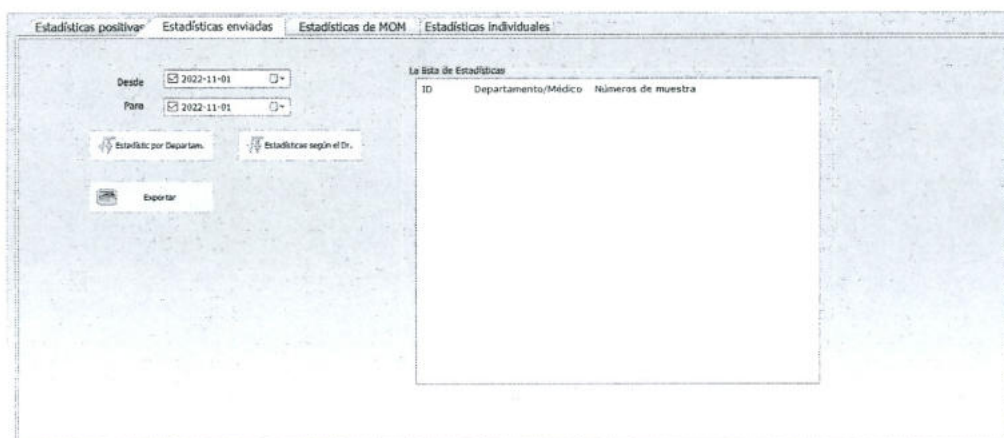 Estadísticas positivas Estadísticas enviadas Estadísticas de MOM Estadísticas individuales
Desde 2022-11-01
Para 2022-11-01
Estadístic por Departam. Estadísticas según el Dr.
Exportar
La lista de Estadísticas
ID Departamento/Médico Números de muestra